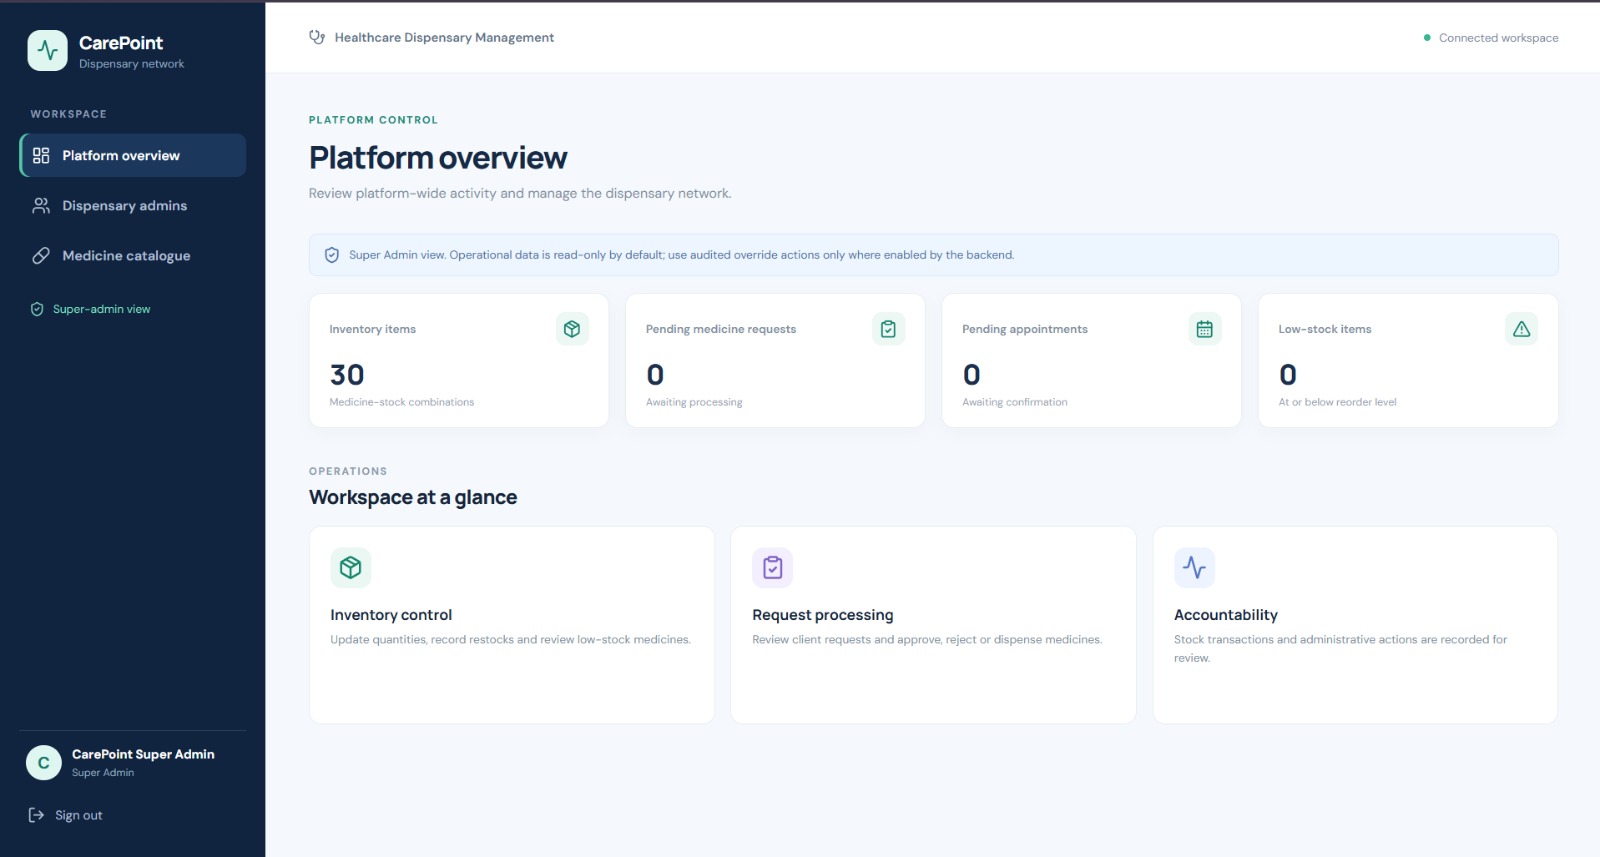 CarePoint
Dispensary network
WORKSPACE
Platform overview
Dispensary admins
Medicine catalogue
Super-admin view
C
CarePoint Super Admin
Super Admin
Sign out
Healthcare Dispensary Management
Connected workspace
PLATFORM CONTROL
Platform overview
Review platform-wide activity and manage the dispensary network.
Super Admin view. Operational data is read-only by default; use audited override actions only where enabled by the backend.
Inventory items
30
Medicine-stock combinations
Pending medicine requests
0
Awaiting processing
Pending appointments
0
Awaiting confirmation
Low-stock items
0
At or below reorder level
OPERATIONS
Workspace at a glance
Inventory control
Update quantities, record restocks and review low-stock medicines.
Request processing
Review client requests and approve, reject or dispense medicines.
Accountability
Stock transactions and administrative actions are recorded for
review.